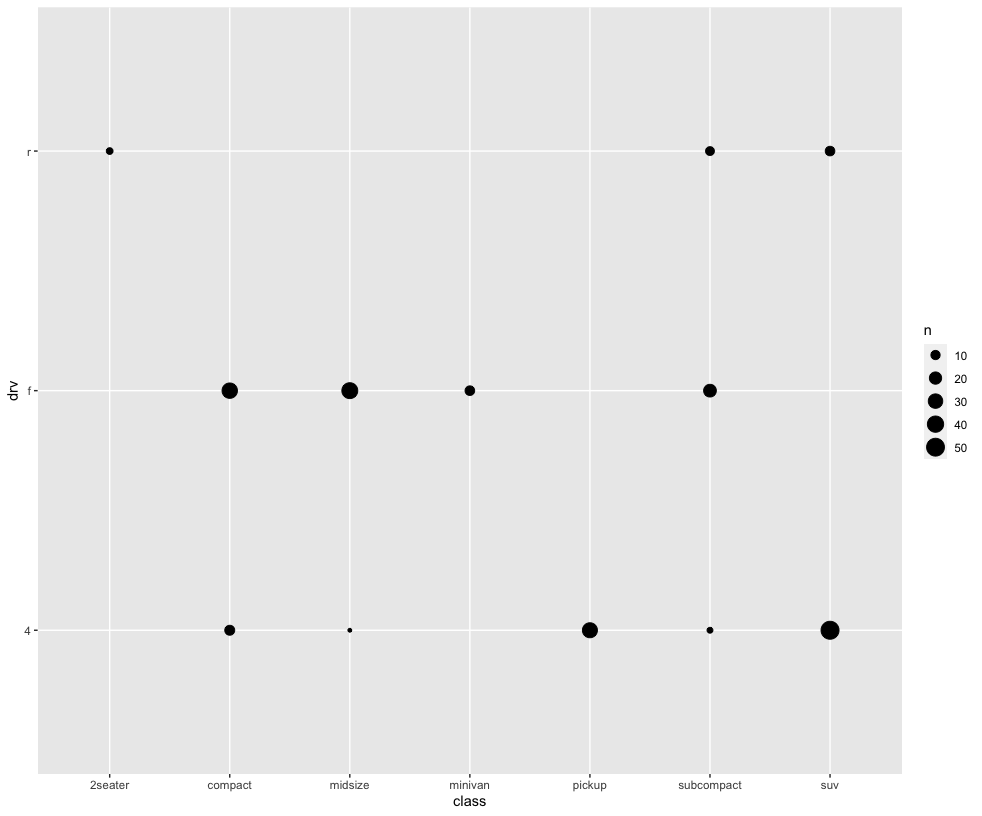 r
f
4
drv
2seater compact midsize minivan pickup subcompact suv
class
n
10
20
30
40
50